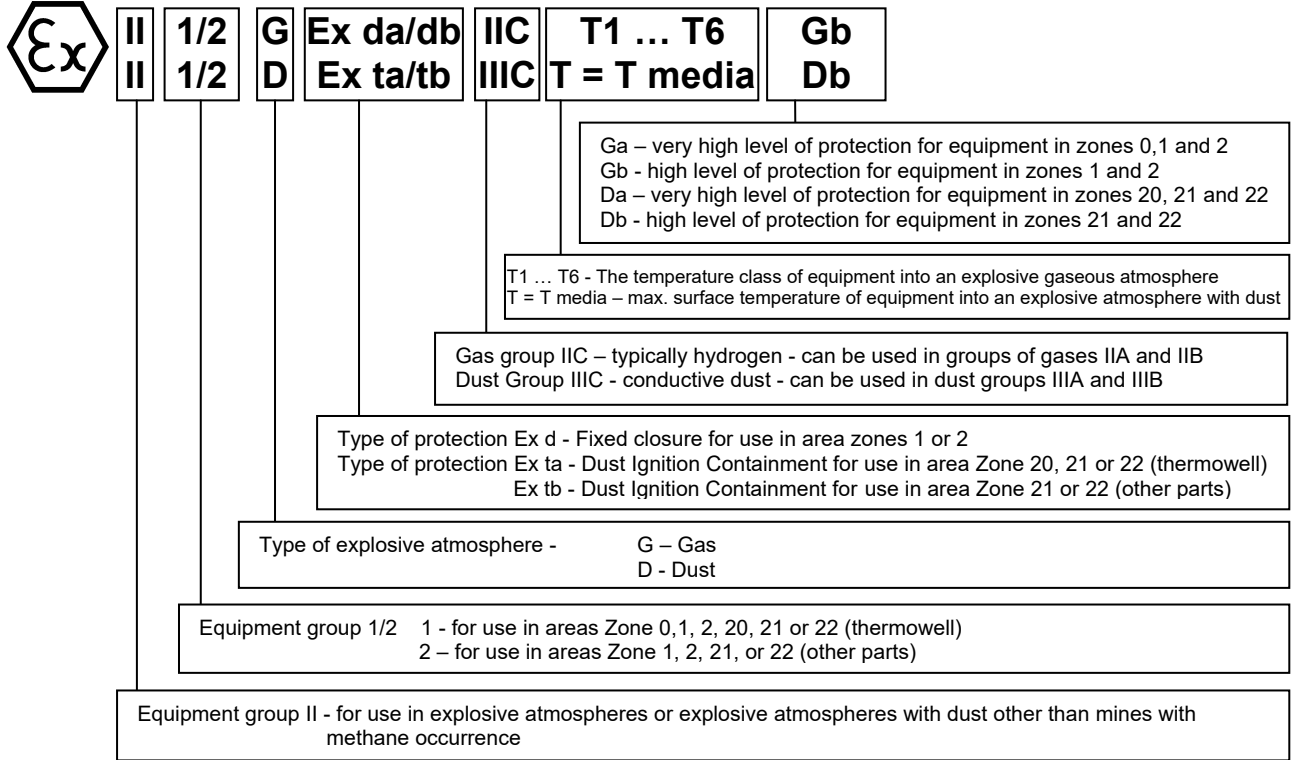 Ex II 1/2 G Ex da/db IIC T1 … T6 Gb
II 1/2 D Ex ta/tb IIIC T = T media Db
Ga – very high level of protection for equipment in zones 0,1 and 2
Gb - high level of protection for equipment in zones 1 and 2
Da – very high level of protection for equipment in zones 20, 21 and 22
Db - high level of protection for equipment in zones 21 and 22
T1 … T6 - The temperature class of equipment into an explosive gaseous atmosphere
T = T media – max. surface temperature of equipment into an explosive atmosphere with dust
Gas group IIC – typically hydrogen - can be used in groups of gases IIA and IIB
Dust Group IIIC - conductive dust - can be used in dust groups IIIA and IIIB
Type of protection Ex d - Fixed closure for use in area zones 1 or 2
Type of protection Ex ta - Dust Ignition Containment for use in area Zone 20, 21 or 22 (thermowell)
Ex tb - Dust Ignition Containment for use in area Zone 21 or 22 (other parts)
Type of explosive atmosphere - G – Gas
D - Dust
Equipment group 1/2 1 - for use in areas Zone 0,1, 2, 20, 21 or 22 (thermowell)
2 – for use in areas Zone 1, 2, 21, or 22 (other parts)
Equipment group II - for use in explosive atmospheres or explosive atmospheres with dust other than mines with
methane occurrence